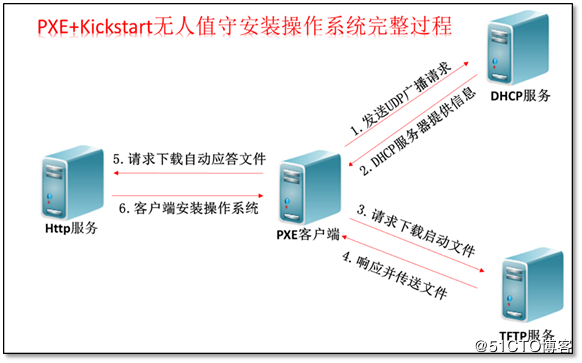 PXE+Kickstart无人值守安装操作系统完整过程
DHCP服务
1.发送UDP广播请求
2.DHCP服务器提供信息
5.请求下载自动应答文件
6.客户端安装操作系统
Http服务
PXE客户端
3.请求下载启动文件
4.响应并传送文件
TFTP服务
@51CTO博客